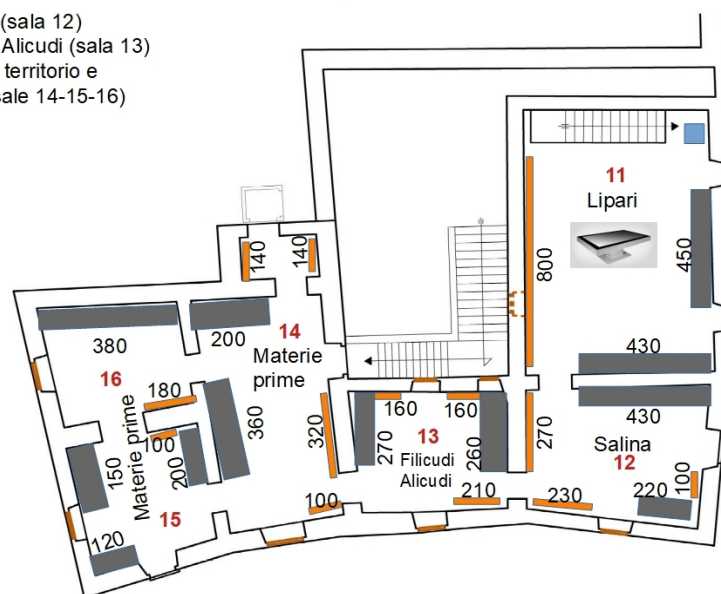 (sala 12)
Alicudi (sala 13)
territorio e
sale 14-15-16)
11
Lipari
800
450
430
430
140
140
200
14
Materie
prime
380
16
180
100
Materie prime
150
200
360
320
15
120
100
160
160
270
13
Filicudi
Alicudi
260
210
270
Salina
12
230
220
100